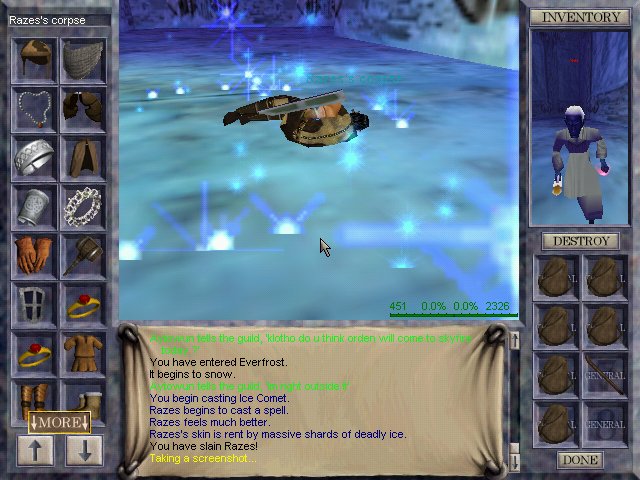 Razes's corpse
INVENTORY
DESTROY
GENERAL
GENERAL
451 0.0% 0.0% 2326
tells the guild, 'klotho do u think orden will come to skyfire
You have entered Everfrost.
It begins to snow.
tells the guild, 'im right outside it'
You begin casting Ice Comet.
Razes begins to cast a spell.
Razes feels much better.
Razes's skin is rent by massive shards of deadly ice.
You have slain Razes!
Taking a screenshot...
MORE
DONE